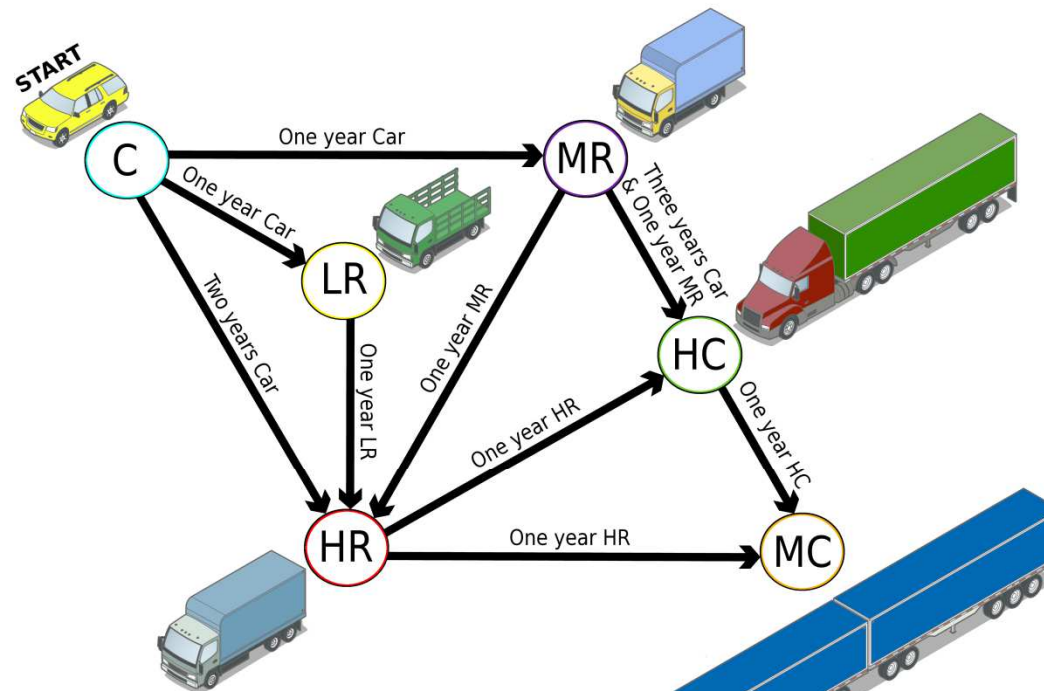 START
C
One year Car
MR
One year Car
LR
Three years Car
& One year MR
Two years Car
One year LR
One year MR
HC
One year HR
One year HC
HR
One year HR
MC